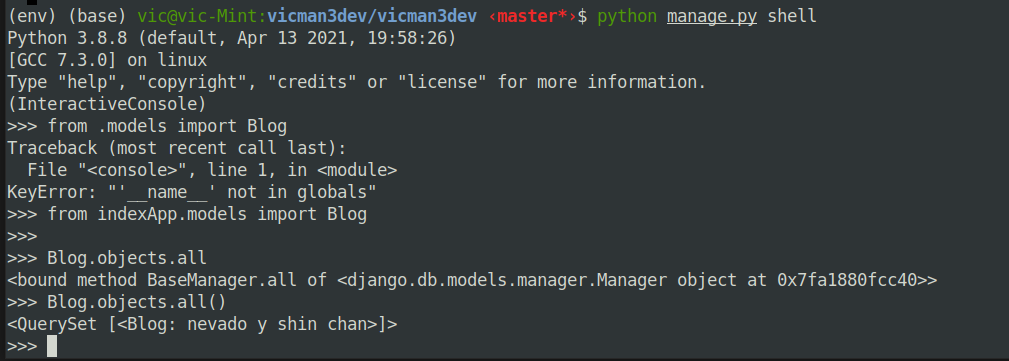 (env) (base) vic@vic-Mint:vicman3dev/vicman3dev ‹master*›$ python manage.py shell
Python 3.8.8 (default, Apr 13 2021, 19:58:26)
[GCC 7.3.0] on linux
Type "help", "copyright", "credits" or "license" for more information.
(InteractiveConsole)
>>> from .models import Blog
Traceback (most recent call last):
  File "<console>", line 1, in <module>
KeyError: "'__name__' not in globals"
>>> from indexApp.models import Blog
>>>
>>> Blog.objects.all
<bound method BaseManager.all of <django.db.models.manager.Manager object at 0x7fa1880fcc40>>
>>> Blog.objects.all()
<QuerySet [<Blog: nevado y shin chan>]>
>>>